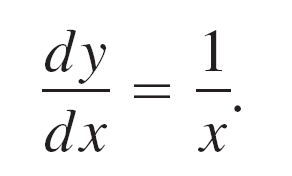 dy/dx = 1/x.